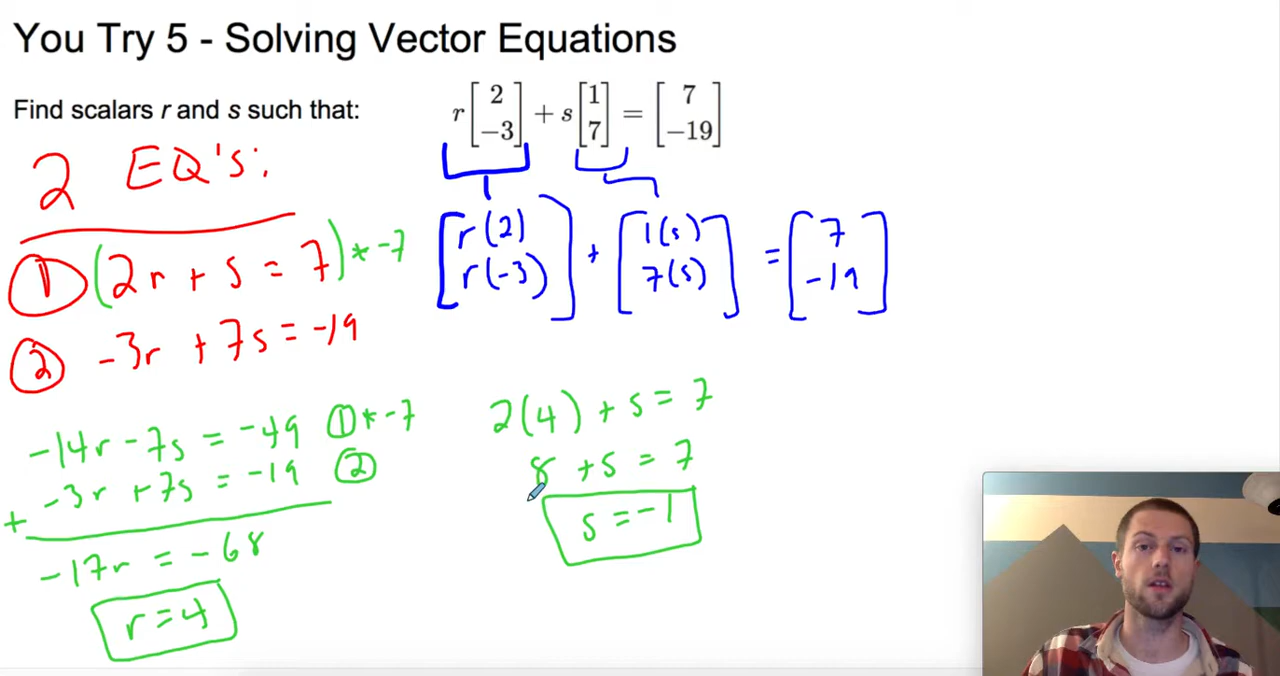 You Try 5 - Solving Vector Equations
Find scalars r and s such that:
r[2 -3] + s[1 7] = [7 -19]
2 EQ's:
[r(2) r(-3)] + [1(s) 7(s)] = [7 -19]
① (2r + s = 7) * -7
② -3r + 7s = -19
-14r - 7s = -49 ① * -7
-3r + 7s = -19 ②
+
-17r = -68
r = 4
2(4) + s = 7
8 + s = 7
s = -1